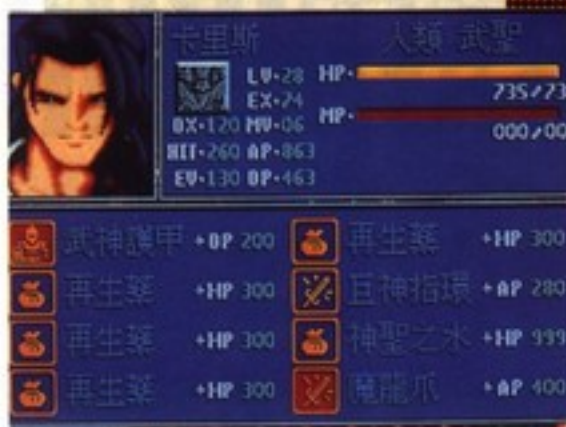 卡里斯 人類 武聖
LV•28 HP•
EX•74 735/73
DX•120 MV•06 MP•
HIT•260 AP•863 000/00
EV•130 DP•463
武神護甲 +DP 200 再生藥 +HP 300
再生藥 +HP 300 巨神指環 +AP 280
再生藥 +HP 300 神聖之水 +HP 999
再生藥 +HP 300 魔龍爪 +AP 400